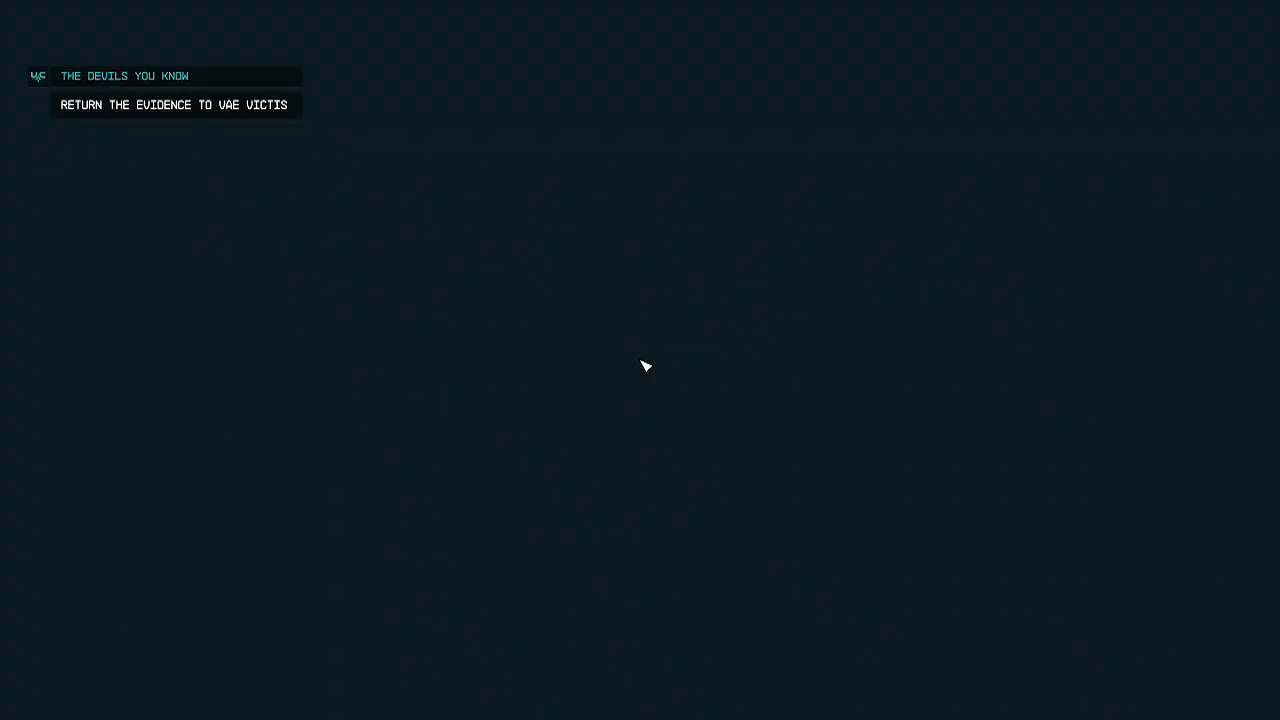 THE DEVILS YOU KNOW
RETURN THE EVIDENCE TO VAE VICTIS